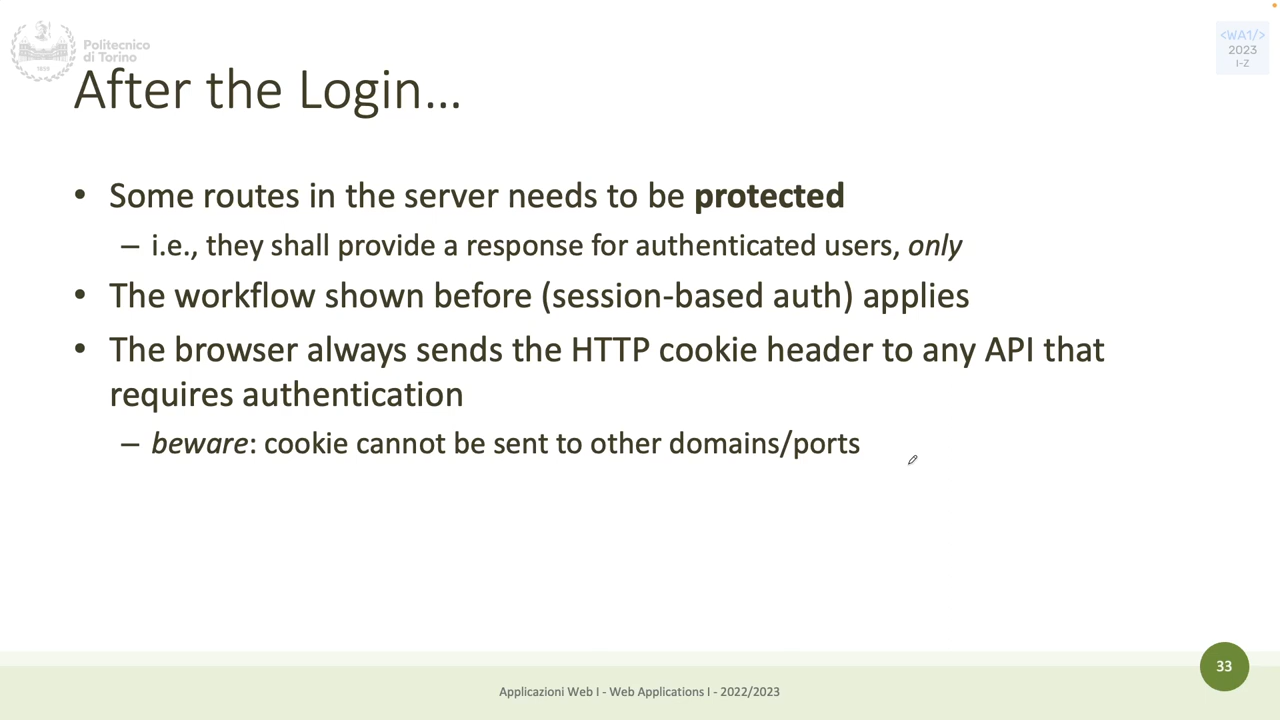 Politecnico
di Torino
1859
<WA1/>
2023
I-Z
After the Login…
• Some routes in the server needs to be protected
– i.e., they shall provide a response for authenticated users, only
• The workflow shown before (session-based auth) applies
• The browser always sends the HTTP cookie header to any API that
requires authentication
– beware: cookie cannot be sent to other domains/ports
33
Applicazioni Web I - Web Applications I - 2022/2023